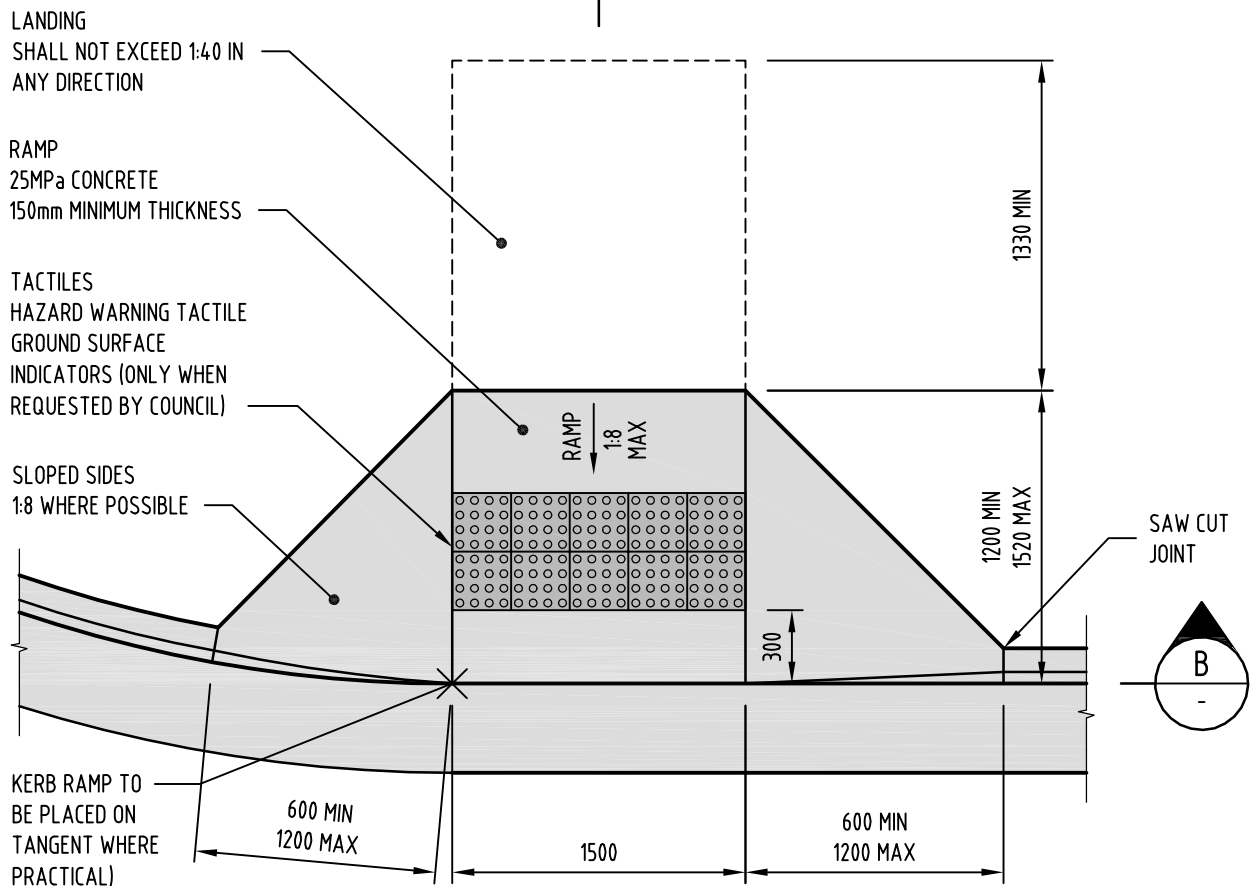 LANDING
SHALL NOT EXCEED 1:40 IN
ANY DIRECTION
RAMP
25MPa CONCRETE
150mm MINIMUM THICKNESS
TACTILES
HAZARD WARNING TACTILE
GROUND SURFACE
INDICATORS (ONLY WHEN
REQUESTED BY COUNCIL)
SLOPED SIDES
1:8 WHERE POSSIBLE
KERB RAMP TO
BE PLACED ON
TANGENT WHERE
PRACTICAL)
RAMP
1:8
MAX
1330 MIN
1200 MIN
1520 MAX
300
SAW CUT
JOINT
B
-
600 MIN
1200 MAX
1500
600 MIN
1200 MAX